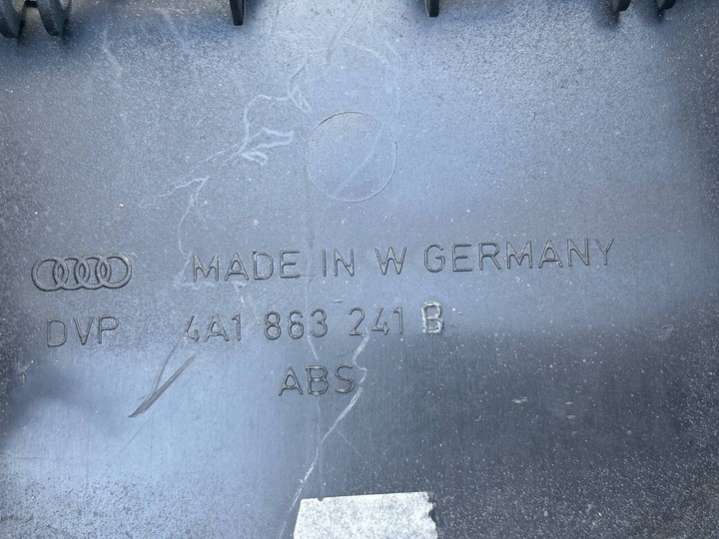 MADE IN W GERMANY
DVP 4A1 863 241 B
ABS